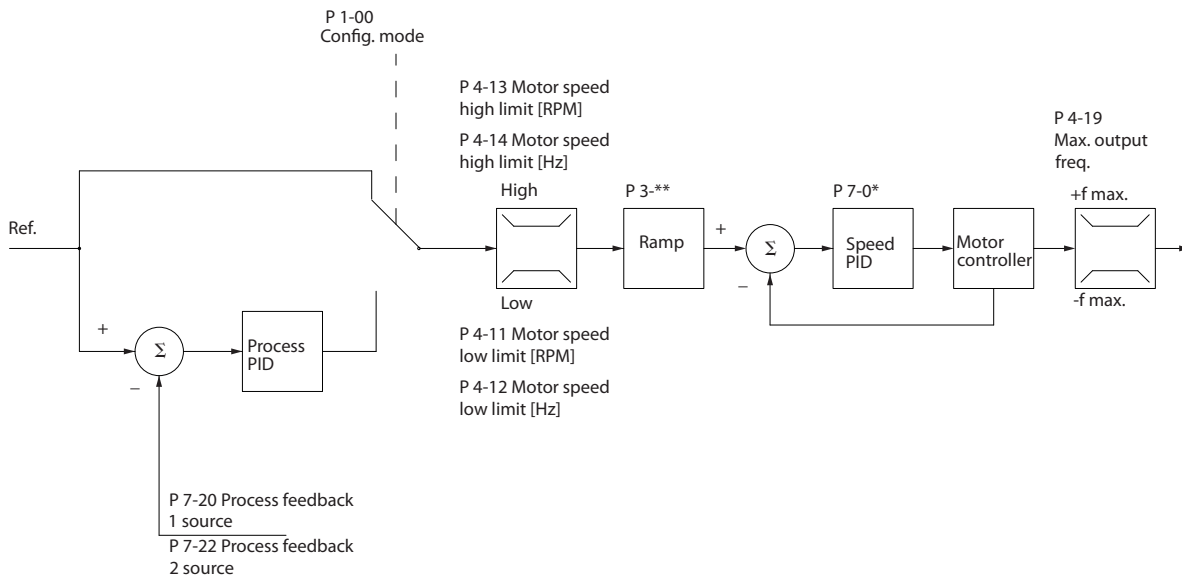 P 1-00
Config. mode
P 4-13 Motor speed
high limit [RPM]
P 4-14 Motor speed
high limit [Hz]
P 4-19
Max. output
freq.
High
P 3-**
P 7-0*
+f max.
Ref.
Ramp
+
Σ
−
Speed
PID
Motor
controller
Low
-f max.
+
Σ
−
Process
PID
P 4-11 Motor speed
low limit [RPM]
P 4-12 Motor speed
low limit [Hz]
P 7-20 Process feedback
1 source
P 7-22 Process feedback
2 source